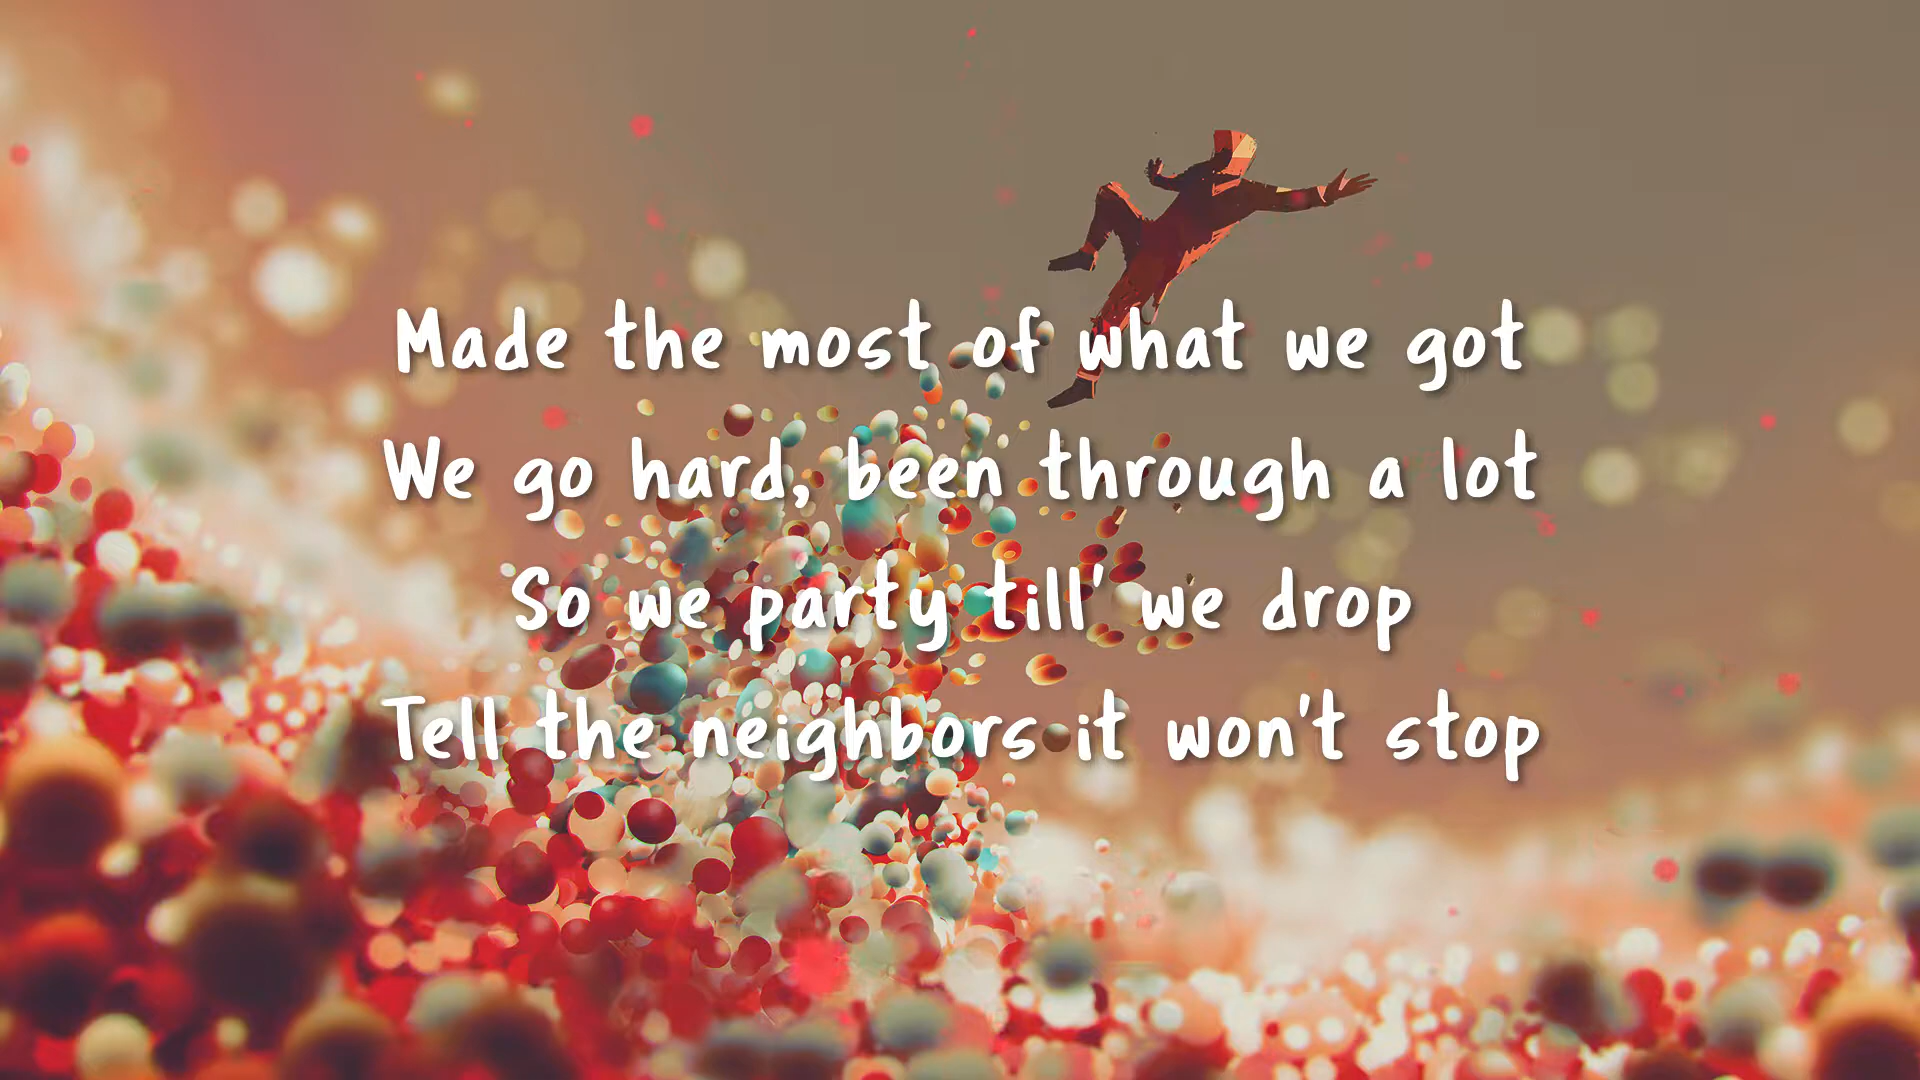 Made the most of what we got
We go hard, been through a lot
So we party till' we drop
Tell the neighbors it won't stop